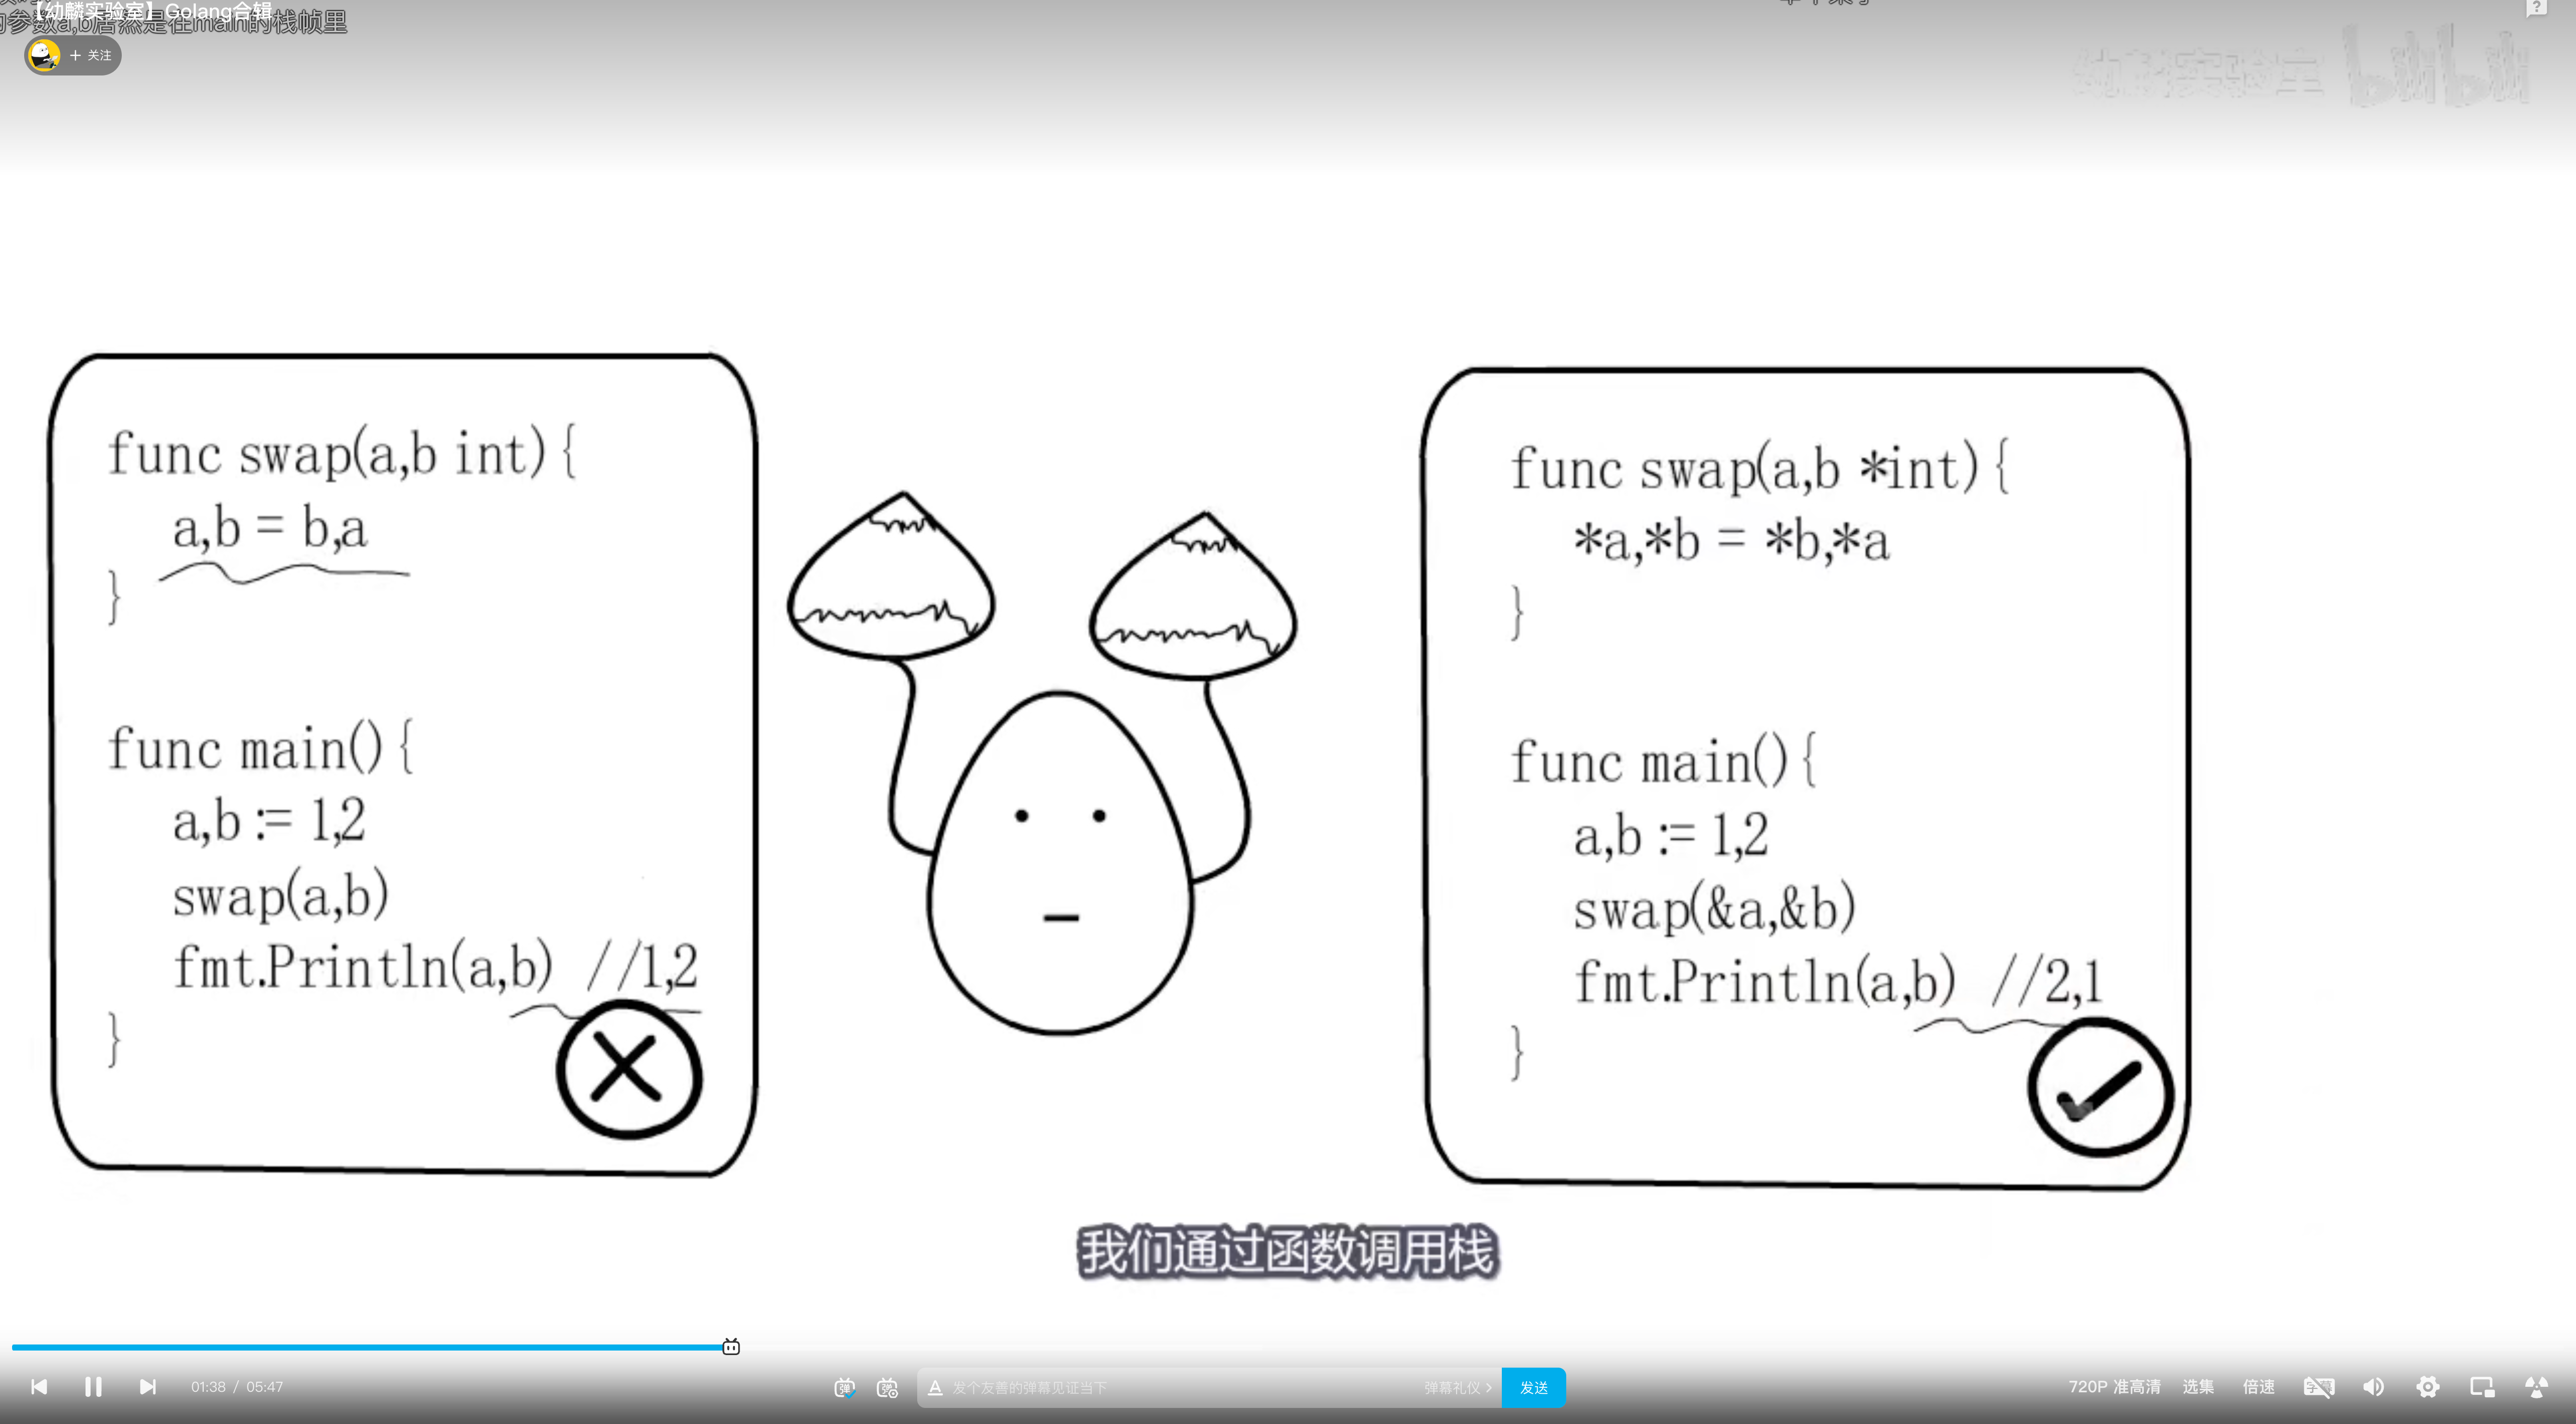 【幼麟实验室】Golang合辑
参数a,b居然是在main的栈帧里
+ 关注
幼麟实验室 bilibili
func swap(a,b int) {
a,b = b,a
}
func main() {
a,b := 1,2
swap(a,b)
fmt.Println(a,b) //1,2
}
func swap(a,b *int) {
*a,*b = *b,*a
}
func main() {
a,b := 1,2
swap(&a,&b)
fmt.Println(a,b) //2,1
}
我们通过函数调用栈
01:38 / 05:47
弹
弹
A 发个友善的弹幕见证当下
弹幕礼仪 >
发送
720P 准高清
选集
倍速